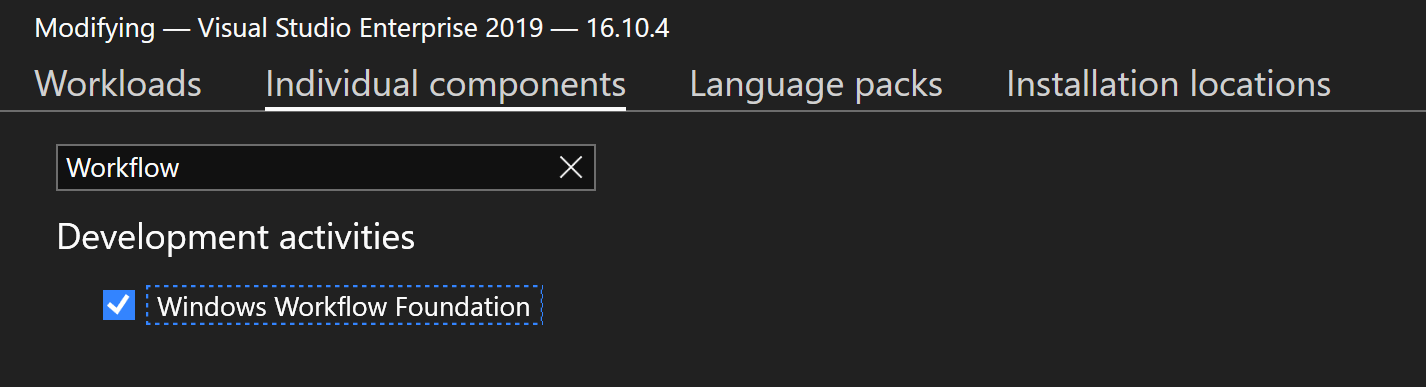 Modifying — Visual Studio Enterprise 2019 — 16.10.4
Workloads Individual components Language packs Installation locations
Workflow
Development activities
Windows Workflow Foundation